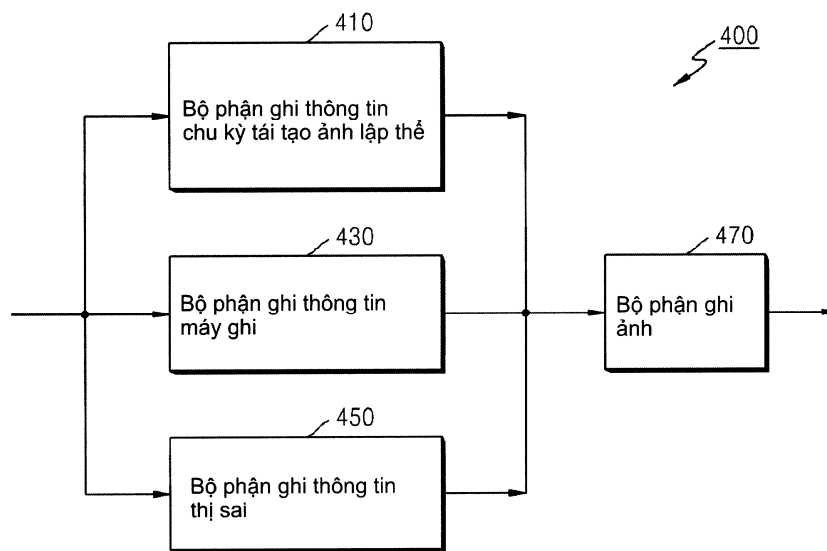 410
400
Bộ phận ghi thông tin
chu kỳ tái tạo ảnh lập thể
430
470
Bộ phận ghi thông tin
máy ghi
Bộ phận ghi
ảnh
450
Bộ phận ghi thông tin
thị sai